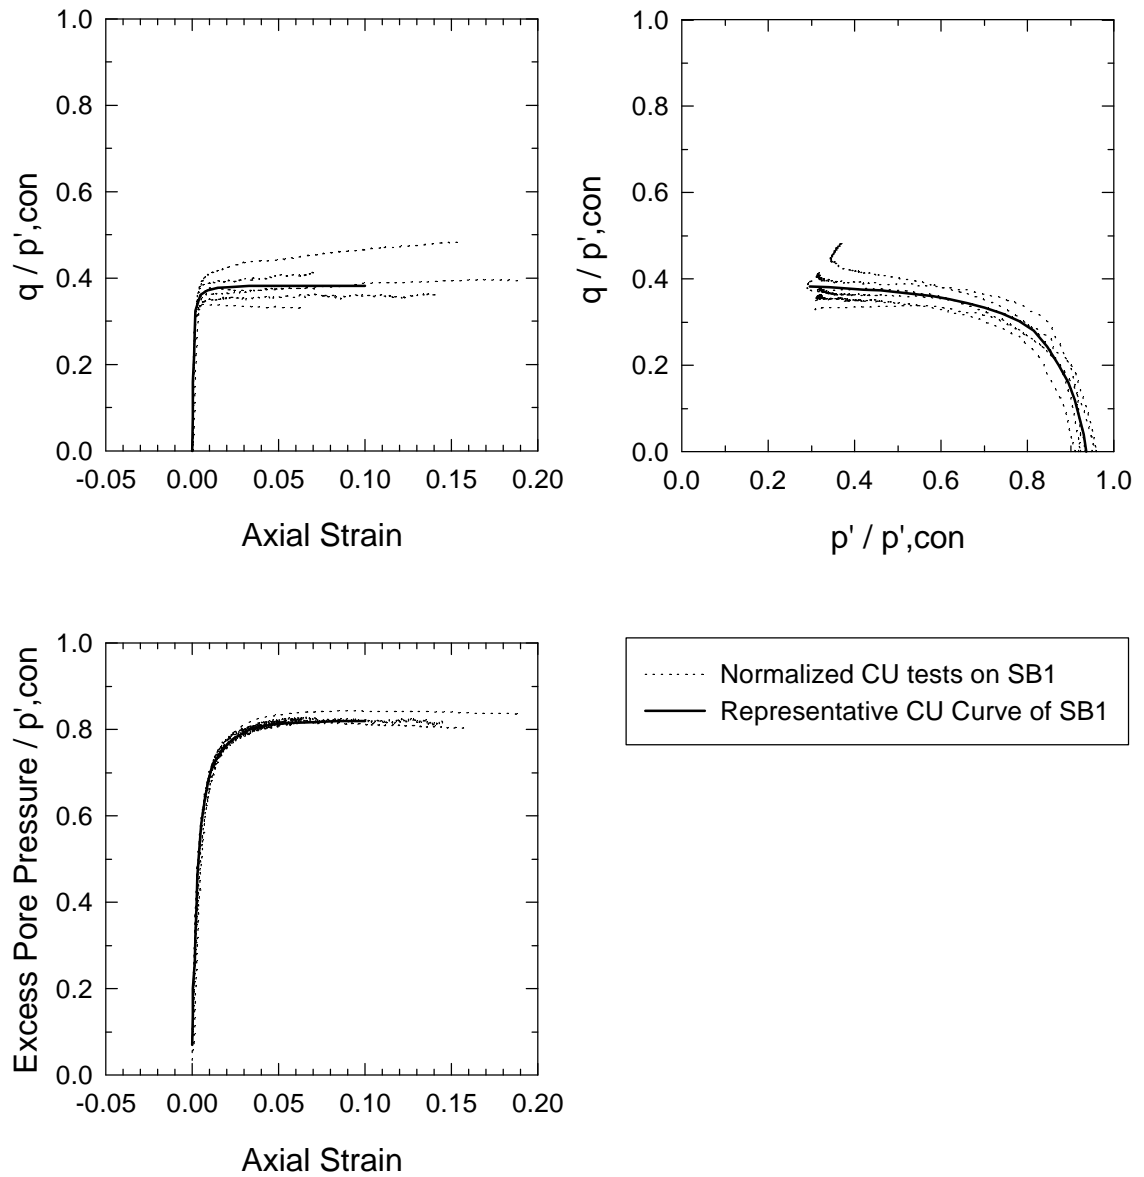 1.0
0.8
0.6
0.4
0.2
0.0
q / p',con
-0.05 0.00 0.05 0.10 0.15 0.20
Axial Strain
1.0
0.8
0.6
0.4
0.2
0.0
q / p',con
0.0 0.2 0.4 0.6 0.8 1.0
p' / p',con
1.0
0.8
0.6
0.4
0.2
0.0
Excess Pore Pressure / p',con
-0.05 0.00 0.05 0.10 0.15 0.20
Axial Strain
Normalized CU tests on SB1
Representative CU Curve of SB1